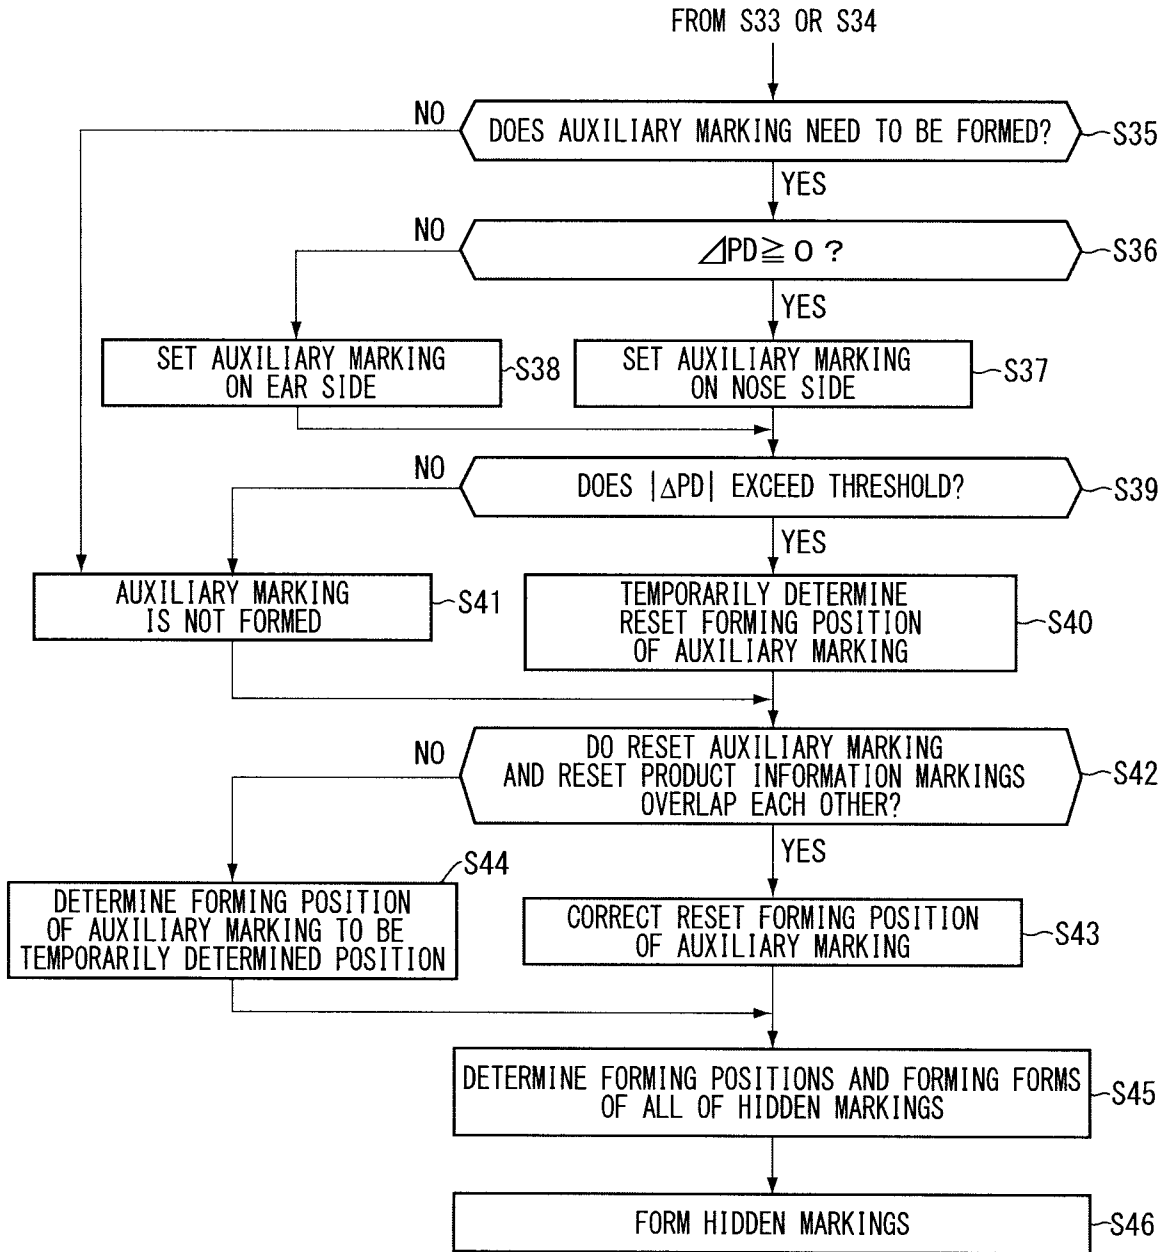 FROM S33 OR S34
NO
DOES AUXILIARY MARKING NEED TO BE FORMED?
S35
YES
NO
⊿PD≧0?
S36
YES
SET AUXILIARY MARKING
ON EAR SIDE
S38
SET AUXILIARY MARKING
ON NOSE SIDE
S37
NO
DOES |ΔPD| EXCEED THRESHOLD?
S39
YES
AUXILIARY MARKING
IS NOT FORMED
S41
TEMPORARILY DETERMINE
RESET FORMING POSITION
OF AUXILIARY MARKING
S40
NO
DO RESET AUXILIARY MARKING
AND RESET PRODUCT INFORMATION MARKINGS
OVERLAP EACH OTHER?
S42
YES
S44
DETERMINE FORMING POSITION
OF AUXILIARY MARKING TO BE
TEMPORARILY DETERMINED POSITION
CORRECT RESET FORMING POSITION
OF AUXILIARY MARKING
S43
DETERMINE FORMING POSITIONS AND FORMING FORMS
OF ALL OF HIDDEN MARKINGS
S45
FORM HIDDEN MARKINGS
S46